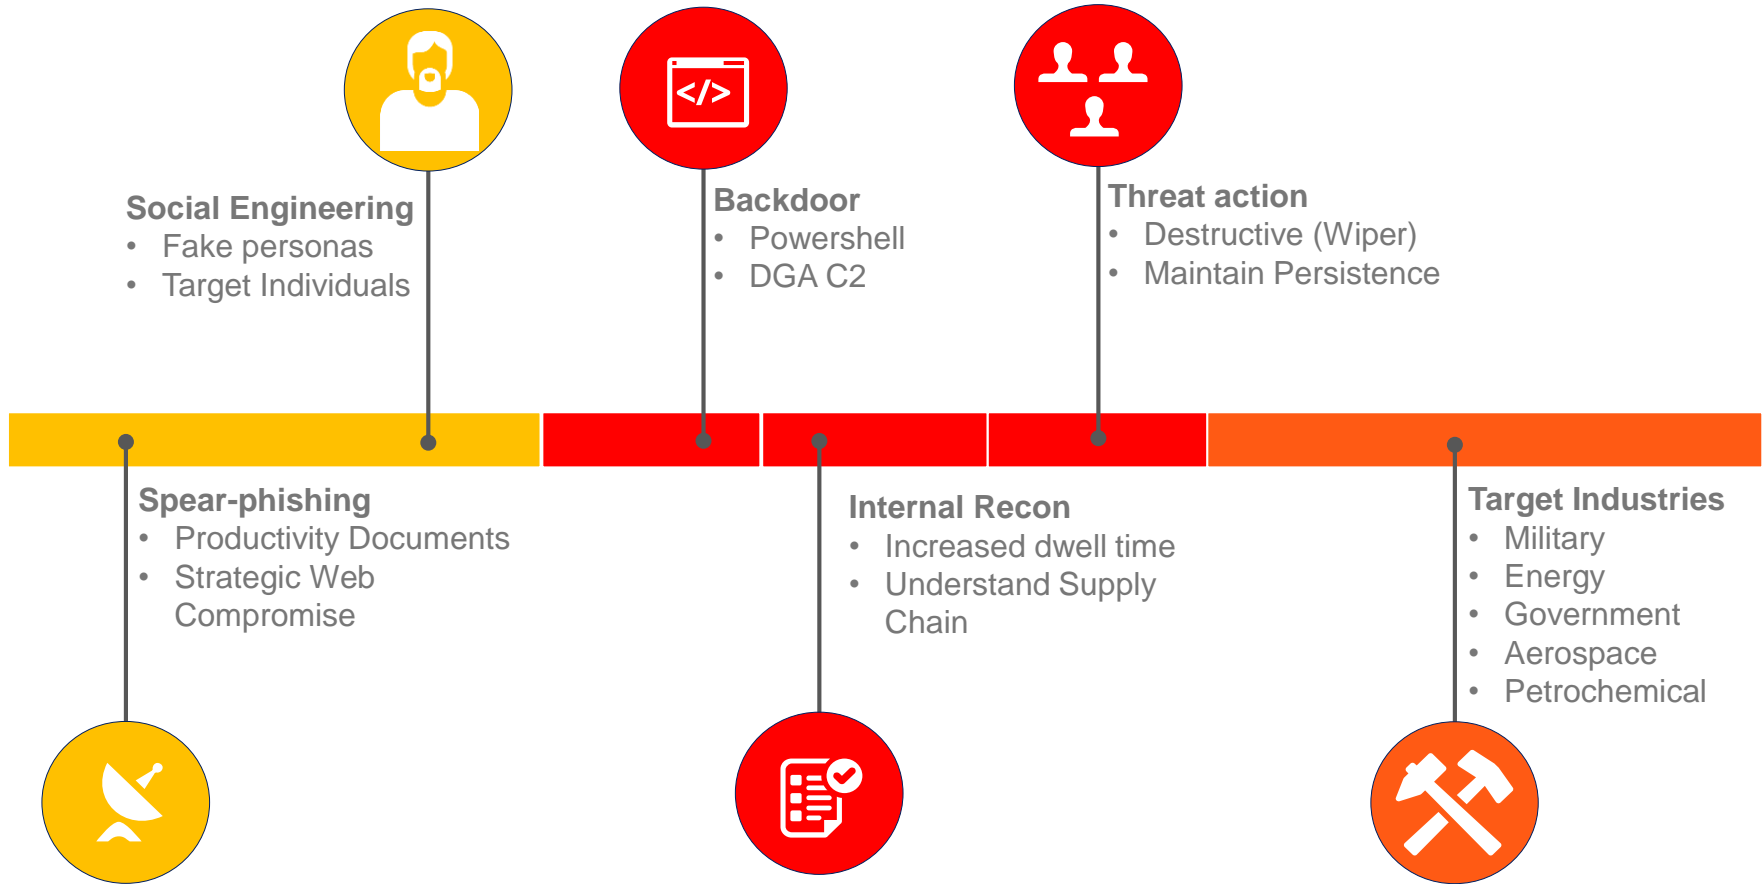 Social Engineering
• Fake personas
• Target Individuals
Backdoor
• Powershell
• DGA C2
Threat action
• Destructive (Wiper)
• Maintain Persistence
Spear-phishing
• Productivity Documents
• Strategic Web
Compromise
Internal Recon
• Increased dwell time
• Understand Supply
Chain
Target Industries
• Military
• Energy
• Government
• Aerospace
• Petrochemical